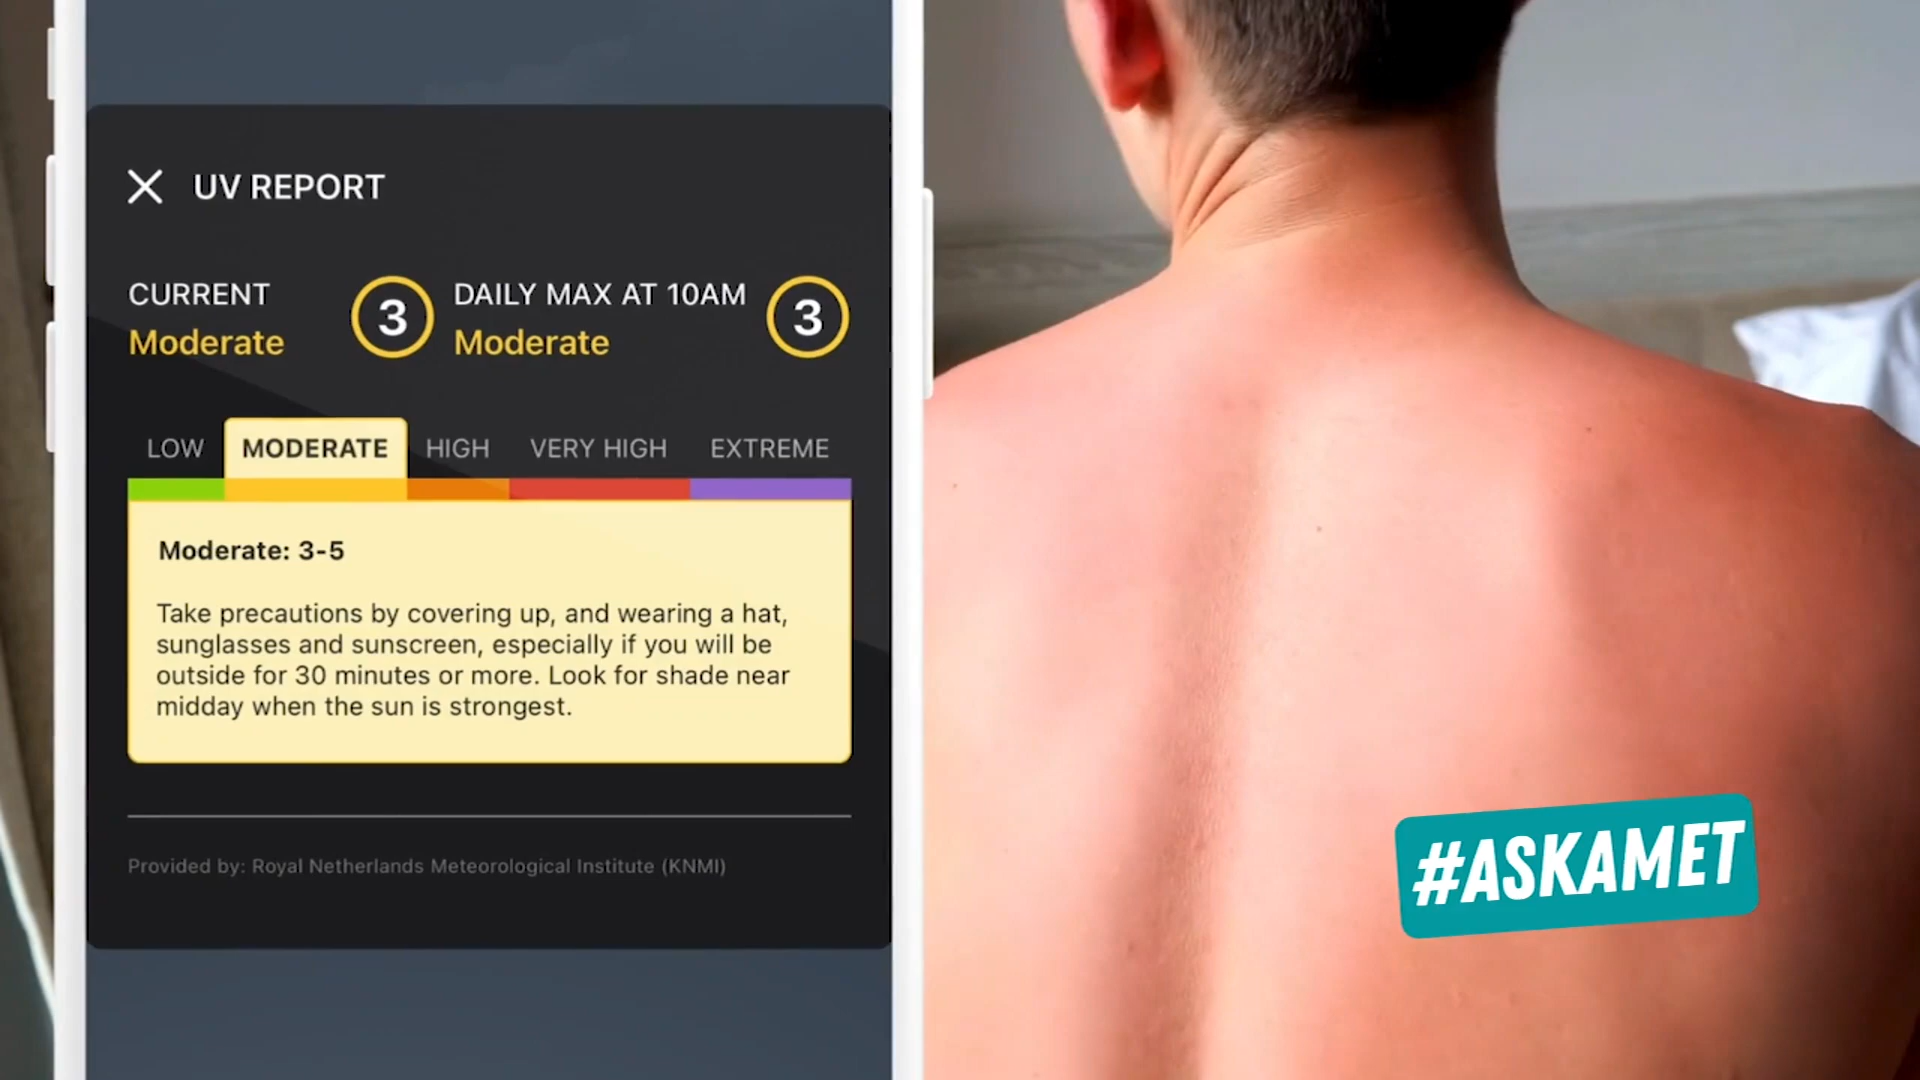 UV REPORT
CURRENT
Moderate
3
DAILY MAX AT 10AM
Moderate
3
LOW
MODERATE
HIGH
VERY HIGH
EXTREME
Moderate: 3-5
Take precautions by covering up, and wearing a hat,
sunglasses and sunscreen, especially if you will be
outside for 30 minutes or more. Look for shade near
midday when the sun is strongest.
Provided by: Royal Netherlands Meteorological Institute (KNMI)
#ASKAMET